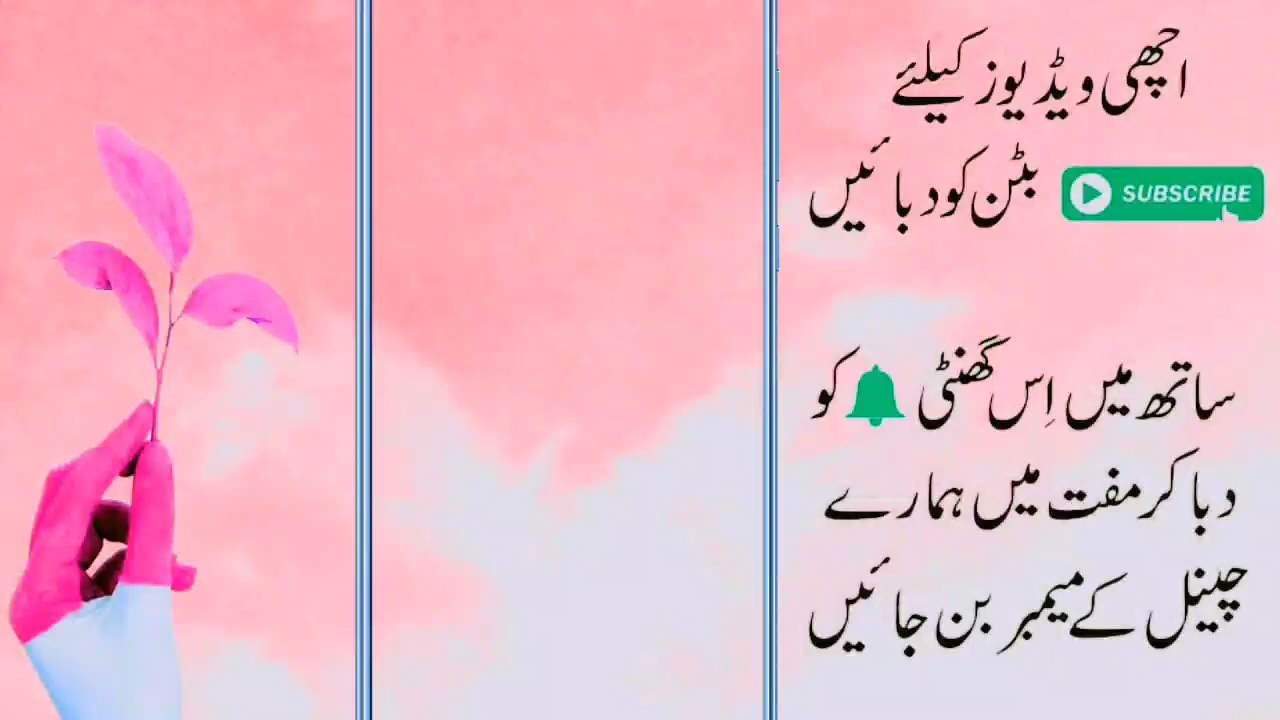 اچھی ویڈیوز کیلئے
SUBSCRIBE بٹن کو دبائیں
ساتھ میں اِس گھنٹی کو
دبا کر مفت میں ہمارے
چینل کے میمبر بن جائیں